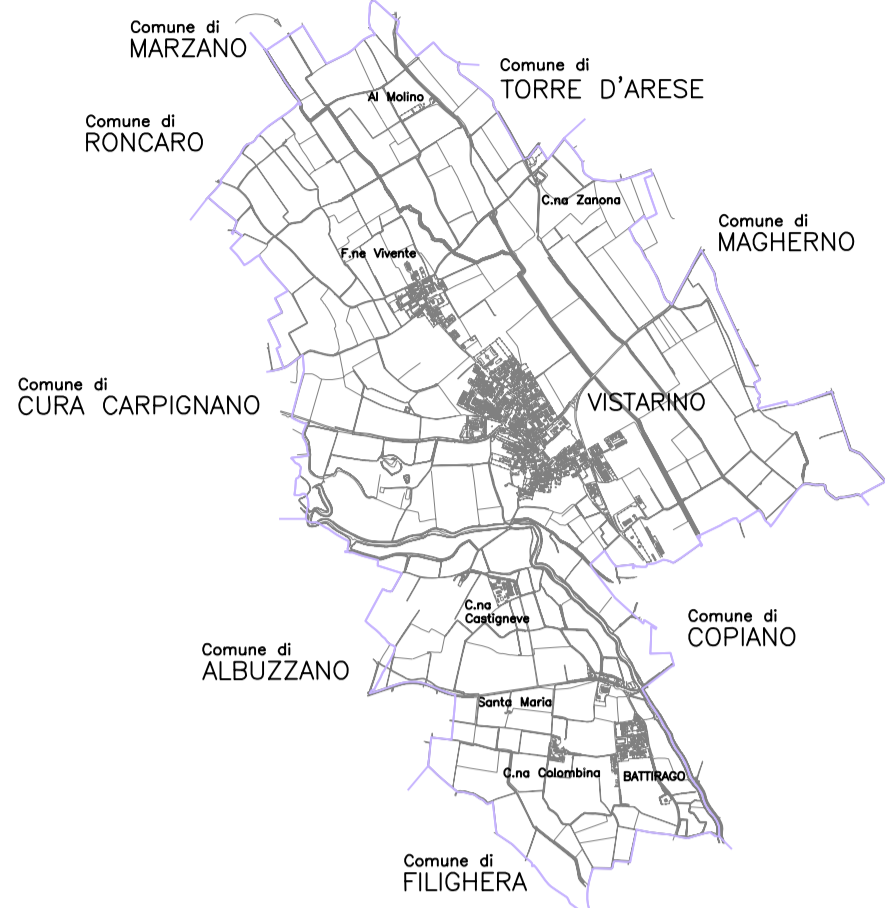 Comune di
MARZANO
Comune di
TORRE D'ARESE
Al Molino
Comune di
RONCARO
C.na Zanona
Comune di
MAGHERNO
F.ne Vivente
Comune di
CURA CARPIGNANO
VISTARINO
C.na
Castigneve
Comune di
COPIANO
Comune di
ALBUZZANO
Santa Maria
C.na Colombina
BATTIRAGO
Comune di
FILIGHERA